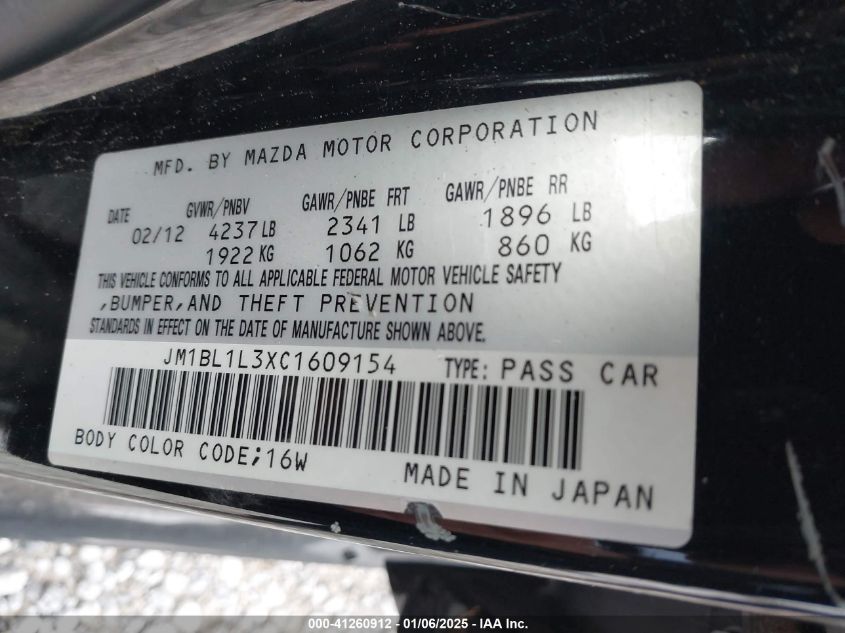 MFD. BY MAZDA MOTOR CORPORATION
DATE GVWR/PNBV GAWR/PNBE FRT GAWR/PNBE RR
02/12 4237 LB 2341 LB 1896 LB
1922 KG 1062 KG 860 KG
THIS VEHICLE CONFORMS TO ALL APPLICABLE FEDERAL MOTOR VEHICLE SAFETY
,BUMPER,AND THEFT PREVENTION
STANDARDS IN EFFECT ON THE DATE OF MANUFACTURE SHOWN ABOVE.
JM1BL1L3XC1609154 TYPE: PASS CAR
BODY COLOR CODE;16W
MADE IN JAPAN
000-41260912 - 01/06/2025 - IAA Inc.